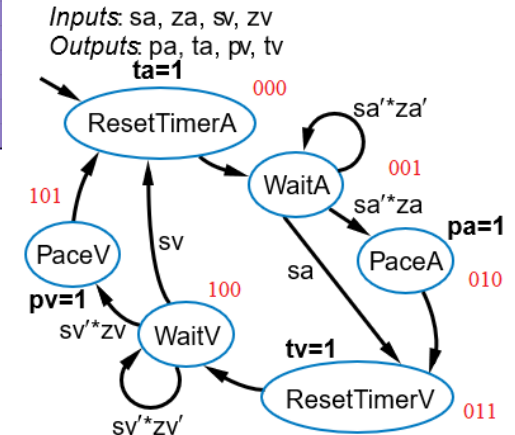 Inputs: sa, za, sv, zv
Outputs: pa, ta, pv, tv
ta=1
000
ResetTimerA
sa′*za′
001
WaitA
sa′*za
101
pa=1
sv
PaceV
PaceA
sa
010
100
pv=1
sv′*zv
WaitV
tv=1
ResetTimerV
011
sv′*zv′